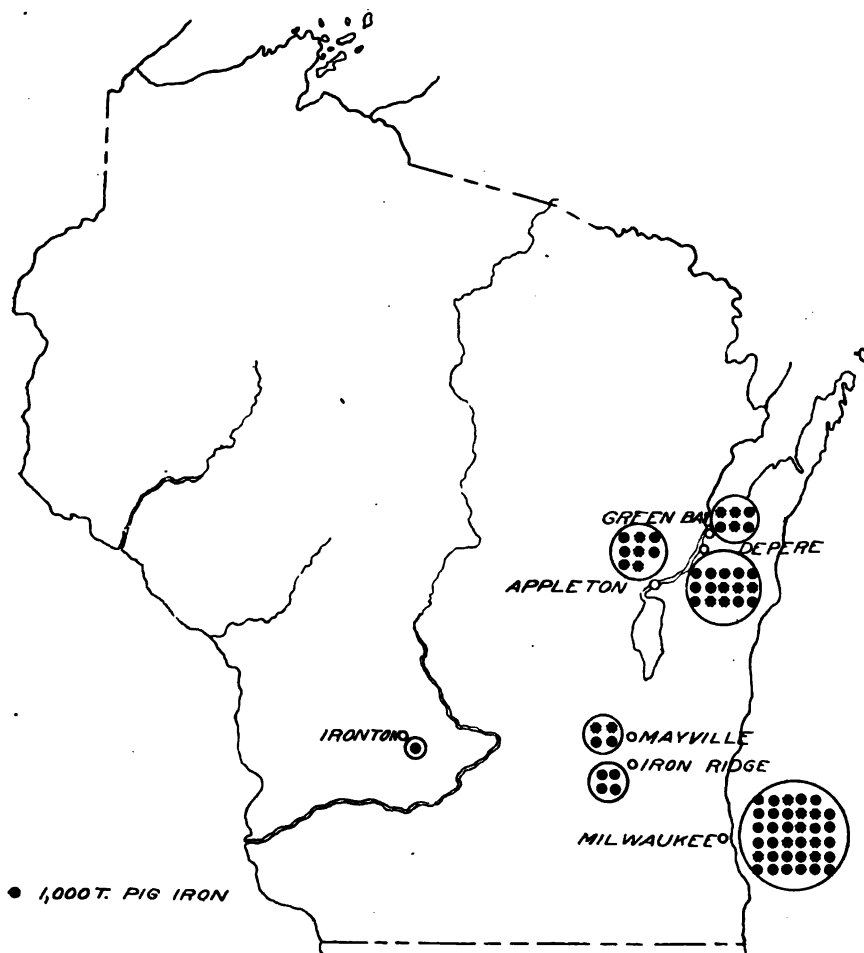 GREEN BAY
DEPERE
APPLETON
IRONTON
MAYVILLE
IRON RIDGE
MILWAUKEE
1,000 T. PIG IRON